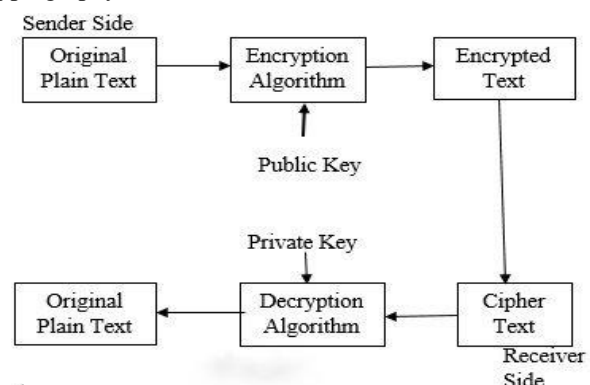 Sender Side
Original
Plain Text
Encryption
Algorithm
Encrypted
Text
Public Key
Private Key
Original
Plain Text
Decryption
Algorithm
Cipher
Text
Receiver
Side